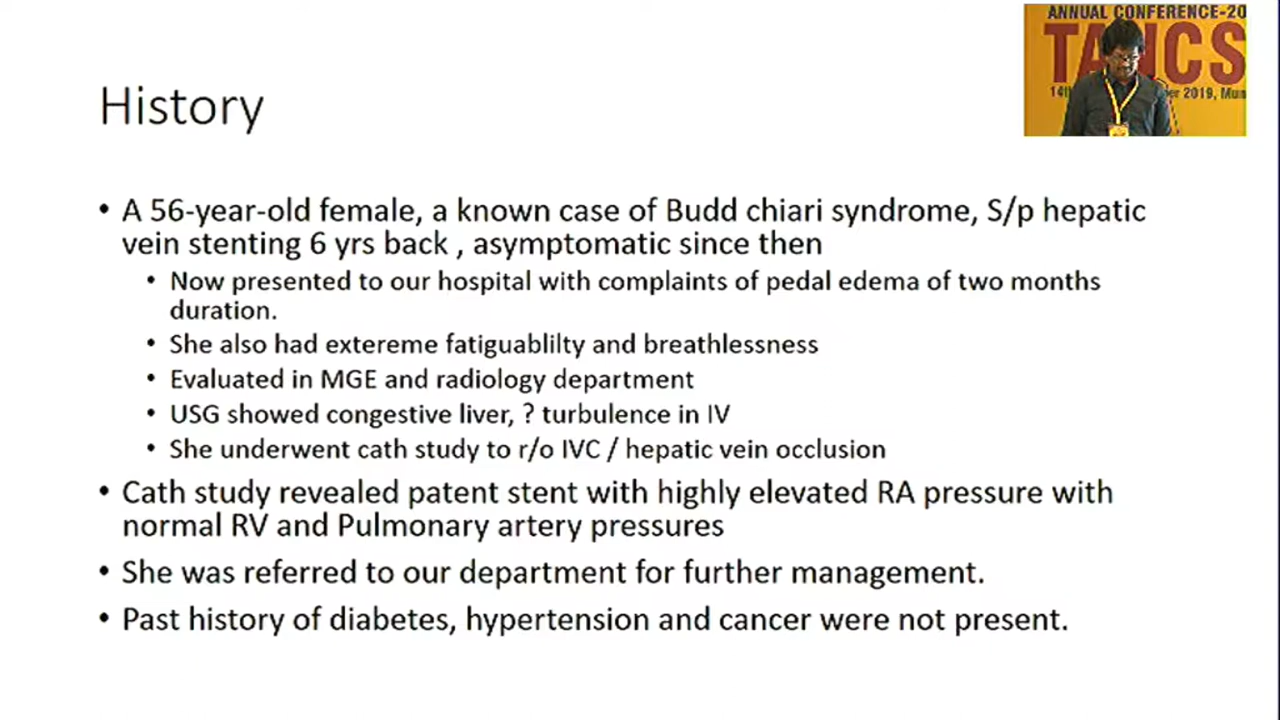 ANNUAL CONFERENCE-20
History
• A 56-year-old female, a known case of Budd chiari syndrome, S/p hepatic
vein stenting 6 yrs back , asymptomatic since then
• Now presented to our hospital with complaints of pedal edema of two months
duration.
• She also had extereme fatiguablilty and breathlessness
• Evaluated in MGE and radiology department
• USG showed congestive liver, ? turbulence in IV
• She underwent cath study to r/o IVC / hepatic vein occlusion
• Cath study revealed patent stent with highly elevated RA pressure with
normal RV and Pulmonary artery pressures
• She was referred to our department for further management.
• Past history of diabetes, hypertension and cancer were not present.